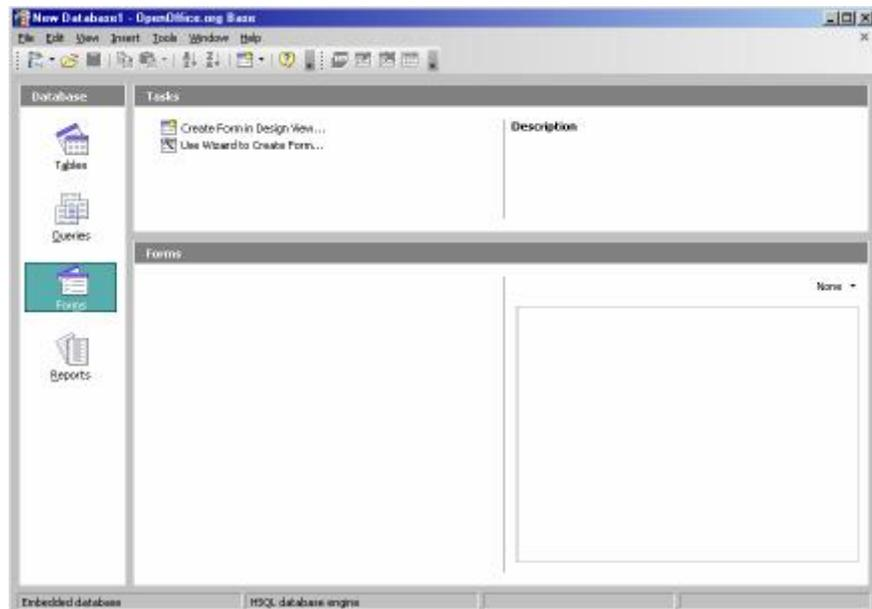 New Database1 - OpenOffice.org Base
File Edit View Insert Tools Window Help
Database
Tasks
Tables
Queries
Forms
Reports
Create Form in Design View...
Use Wizard to Create Form...
Description
Forms
None
Embedded database
HSQL database engine